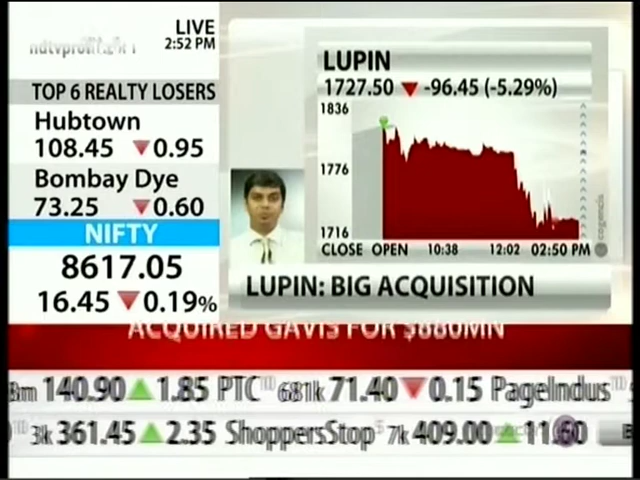 LIVE
2:52 PM
TOP 6 REALTY LOSERS
Hubtown
108.45 ▼0.95
Bombay Dye
73.25 ▼0.60
NIFTY
8617.05
16.45 ▼0.19%
LUPIN
1727.50 ▼ -96.45 (-5.29%)
1836
1776
1716
CLOSE OPEN 10:38 12:02 02:50 PM
cogencis
LUPIN: BIG ACQUISITION
ACQUIRED GAVIS FOR $880MN
140.90 ▲ 1.85 PTC 681k 71.40 ▼ 0.15 PageIndus
3k 361.45 ▲ 2.35 ShoppersStop 7k 409.00 ▲ 11.60